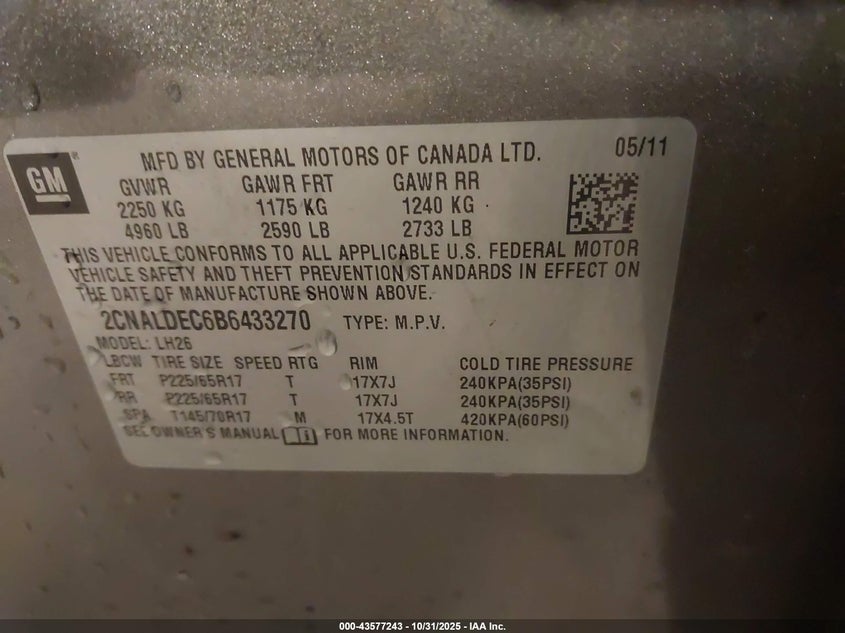 GM
MFD BY GENERAL MOTORS OF CANADA LTD. 05/11
GVWR GAWR FRT GAWR RR
2250 KG 1175 KG 1240 KG
4960 LB 2590 LB 2733 LB
THIS VEHICLE CONFORMS TO ALL APPLICABLE U.S. FEDERAL MOTOR
VEHICLE SAFETY AND THEFT PREVENTION STANDARDS IN EFFECT ON
THE DATE OF MANUFACTURE SHOWN ABOVE.
2CNALDEC6B6433270 TYPE: M.P.V.
MODEL: LH26
LBCW TIRE SIZE SPEED RTG RIM COLD TIRE PRESSURE
FRT P225/65R17 T 17X7J 240KPA(35PSI)
RR P225/65R17 T 17X7J 240KPA(35PSI)
SPA T145/70R17 M 17X4.5T 420KPA(60PSI)
SEE OWNER'S MANUAL FOR MORE INFORMATION.
000-43577243 - 10/31/2025 - IAA Inc.